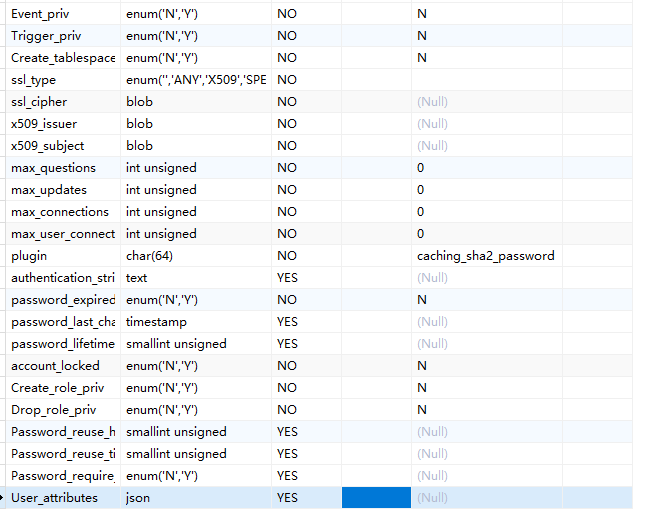 Event_priv enum('N','Y') NO N
Trigger_priv enum('N','Y') NO N
Create_tablespace enum('N','Y') NO N
ssl_type enum('','ANY','X509','SPE NO
ssl_cipher blob NO (Null)
x509_issuer blob NO (Null)
x509_subject blob NO (Null)
max_questions int unsigned NO 0
max_updates int unsigned NO 0
max_connections int unsigned NO 0
max_user_connect int unsigned NO 0
plugin char(64) NO caching_sha2_password
authentication_stri text YES (Null)
password_expired enum('N','Y') NO N
password_last_cha timestamp YES (Null)
password_lifetime smallint unsigned YES (Null)
account_locked enum('N','Y') NO N
Create_role_priv enum('N','Y') NO N
Drop_role_priv enum('N','Y') NO N
Password_reuse_h smallint unsigned YES (Null)
Password_reuse_ti smallint unsigned YES (Null)
Password_require_ enum('N','Y') YES (Null)
User_attributes json YES (Null)